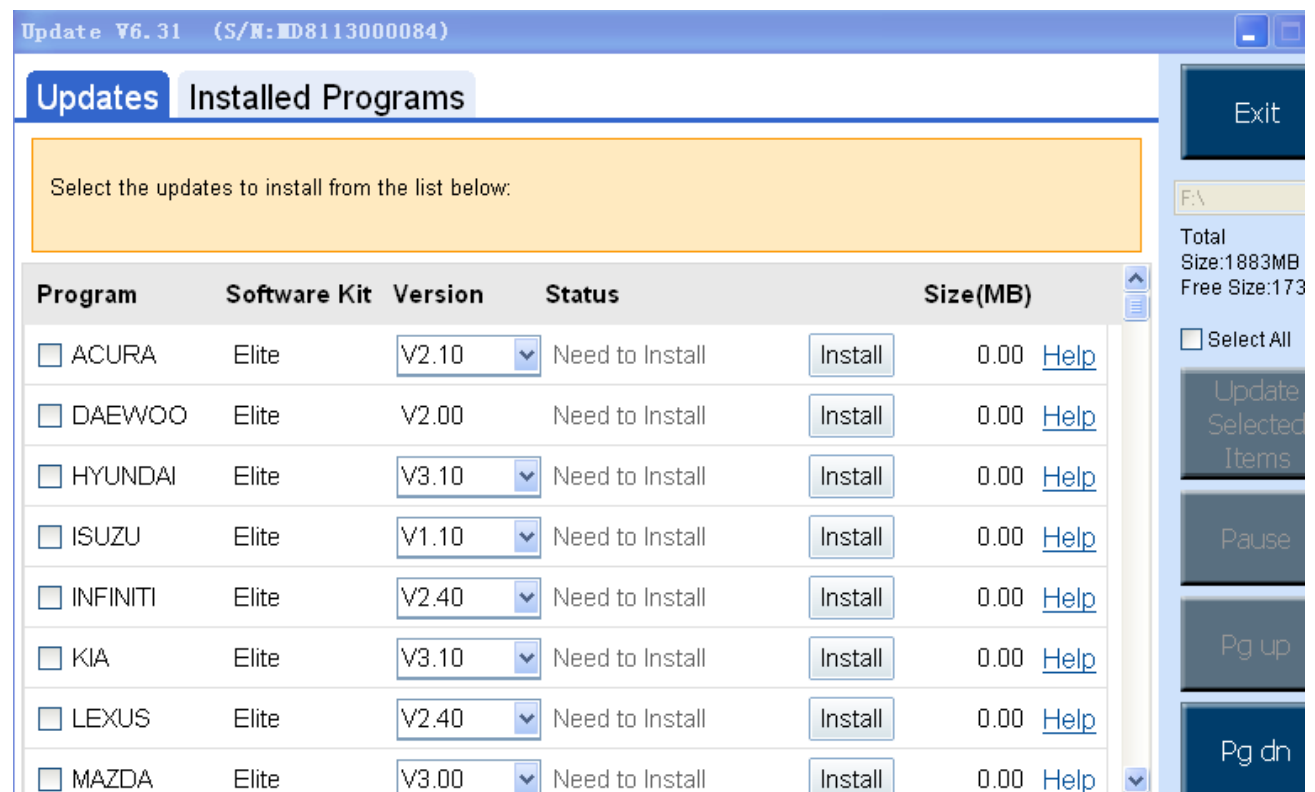 Update V6.31 (S/N:MD8113000084)
Updates Installed Programs
Exit
Select the updates to install from the list below:
F:\
Total
Size:1883MB
Free Size:173
Select All
Program Software Kit Version Status Size(MB)
ACURA Elite V2.10 Need to Install Install 0.00 Help
DAEWOO Elite V2.00 Need to Install Install 0.00 Help
HYUNDAI Elite V3.10 Need to Install Install 0.00 Help
ISUZU Elite V1.10 Need to Install Install 0.00 Help
INFINITI Elite V2.40 Need to Install Install 0.00 Help
KIA Elite V3.10 Need to Install Install 0.00 Help
LEXUS Elite V2.40 Need to Install Install 0.00 Help
MAZDA Elite V3.00 Need to Install Install 0.00 Help
Update
Selected
Items
Pause
Pg up
Pg dn